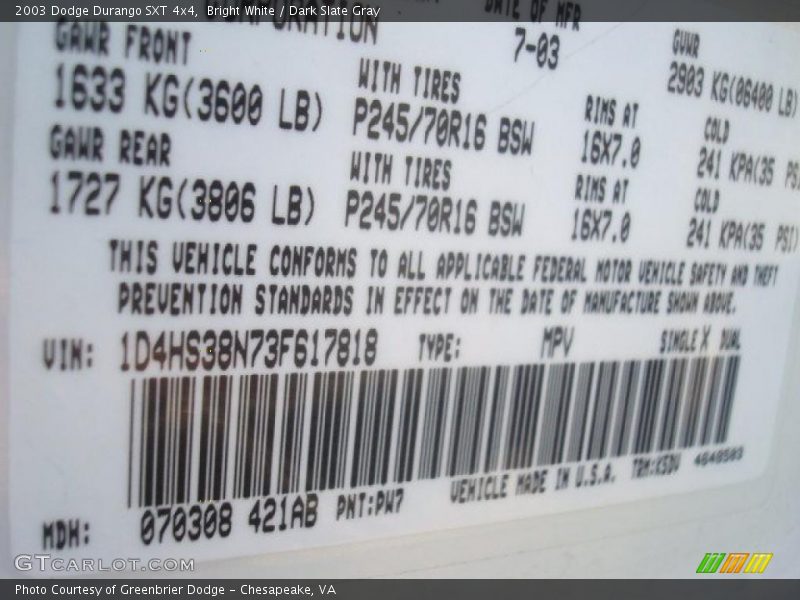 2003 Dodge Durango SXT 4x4, Bright White / Dark Slate Gray
DATE OF MFR
GAWR FRONT 7-03 GVWR
WITH TIRES 2903 KG(06400 LB)
1633 KG(3600 LB) P245/70R16 BSW RIMS AT COLD
16X7.0 241 KPA(35 PSI
GAWR REAR WITH TIRES RIMS AT COLD
1727 KG(3806 LB) P245/70R16 BSW 16X7.0 241 KPA(35 PSI)
THIS VEHICLE CONFORMS TO ALL APPLICABLE FEDERAL MOTOR VEHICLE SAFETY AND THEFT
PREVENTION STANDARDS IN EFFECT ON THE DATE OF MANUFACTURE SHOWN ABOVE.
VIN: 1D4HS38N73F617818 TYPE: MPV SINGLE X DUAL
MDH: 070308 421AB PNT:PW7 VEHICLE MADE IN U.S.A. TRM:K5DV 4648503
GTCARLOT.COM
Photo Courtesy of Greenbrier Dodge - Chesapeake, VA